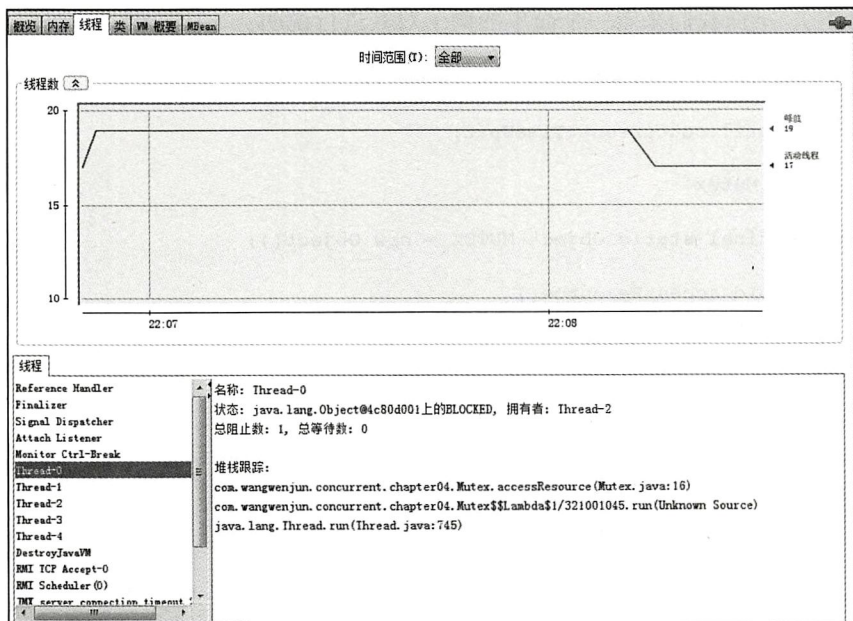 概览 内存 线程 类 VM 概要 MBean
时间范围(T): 全部
线程数
20
15
10
峰值
19
活动线程
17
22:07 22:08
线程
Reference Handler
Finalizer
Signal Dispatcher
Attach Listener
Monitor Ctrl-Break
Thread-0
Thread-1
Thread-2
Thread-3
Thread-4
DestroyJavaVM
RMI TCP Accept-0
RMI Scheduler(0)
JMX server connection timeout
名称: Thread-0
状态: java.lang.Object@4c80d001上的BLOCKED, 拥有者: Thread-2
总阻止数: 1, 总等待数: 0
堆栈跟踪:
com.wangwenjun.concurrent.chapter04.Mutex.accessResource(Mutex.java:16)
com.wangwenjun.concurrent.chapter04.Mutex$$Lambda$1/321001045.run(Unknown Source)
java.lang.Thread.run(Thread.java:745)